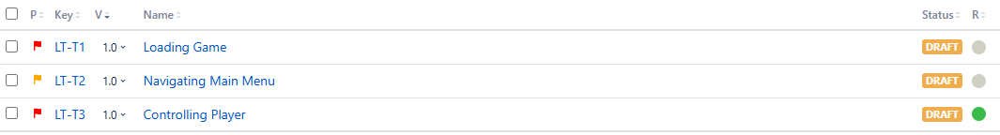 P Key V Name Status R
LT-T1 1.0 Loading Game DRAFT
LT-T2 1.0 Navigating Main Menu DRAFT
LT-T3 1.0 Controlling Player DRAFT